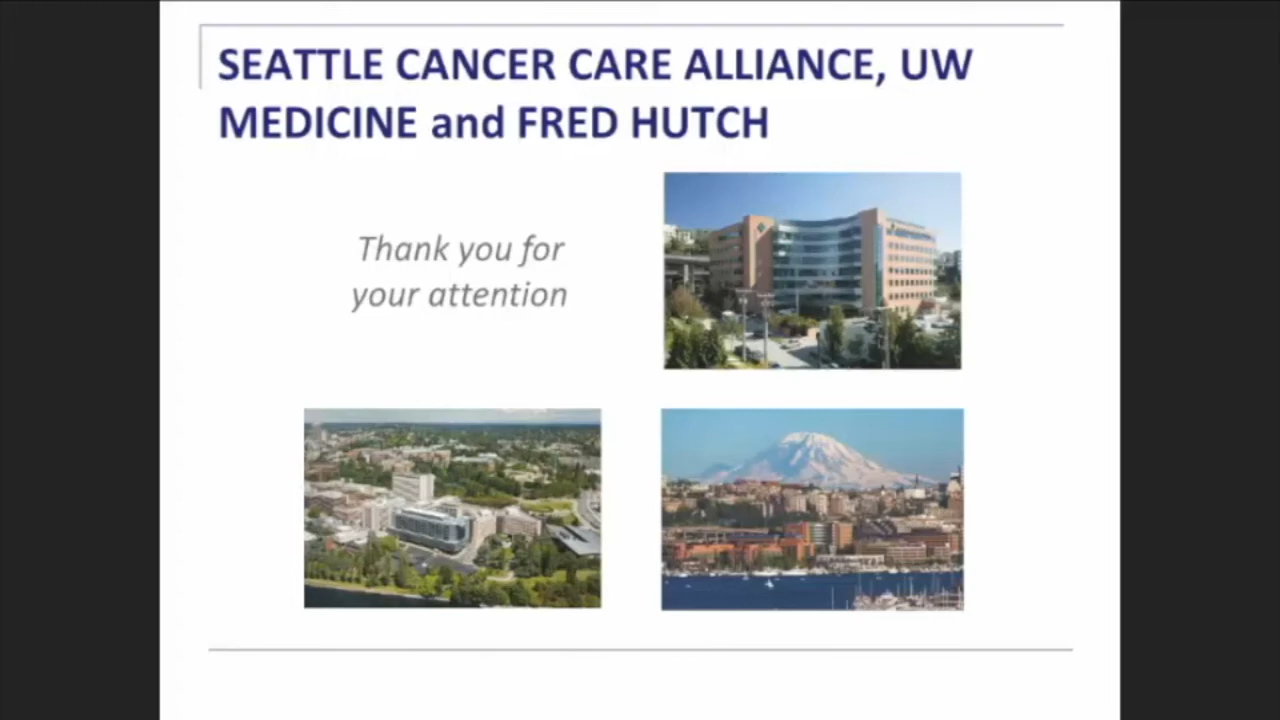 SEATTLE CANCER CARE ALLIANCE, UW
MEDICINE and FRED HUTCH
Thank you for
your attention